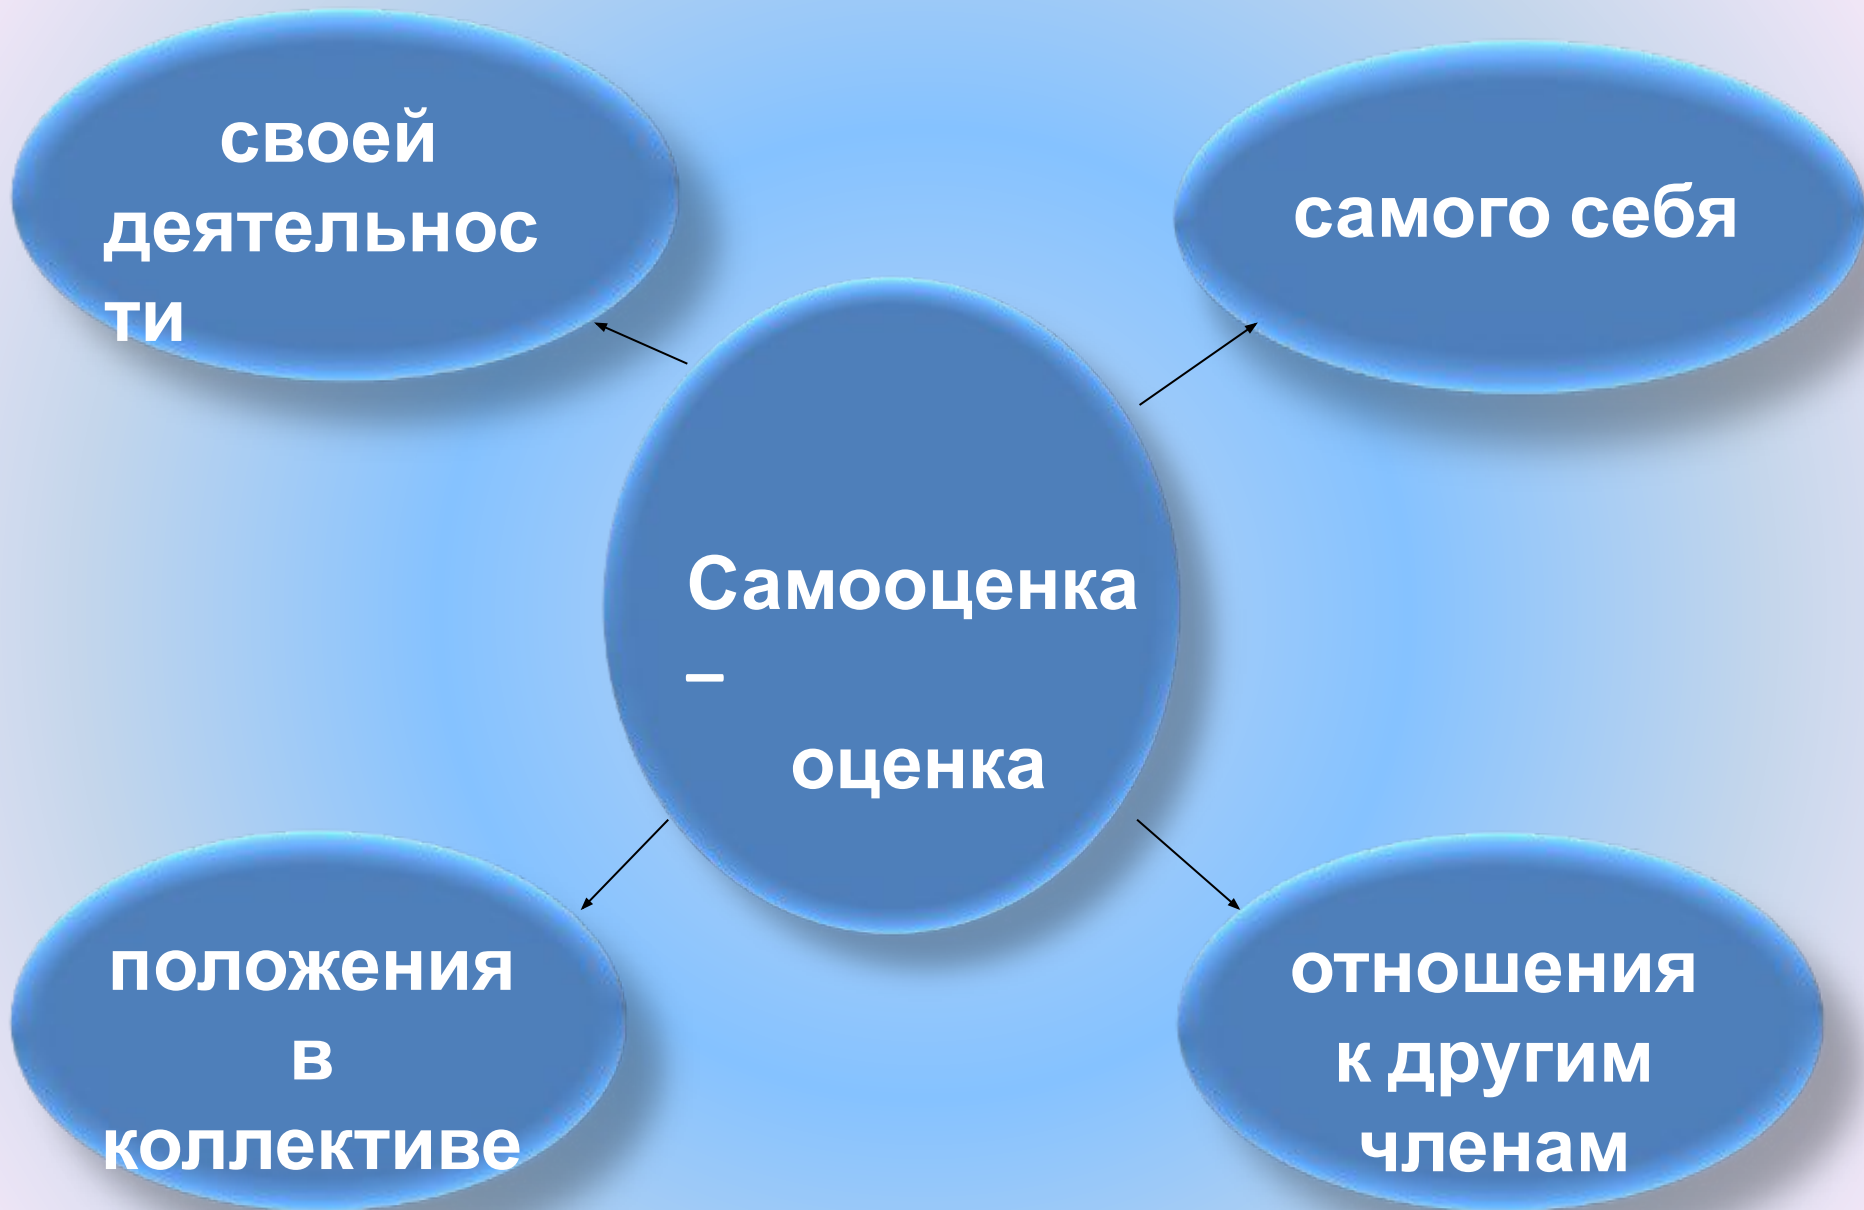 своей
деятельнос
ти
самого себя
Самооценка
–
оценка
положения
в
коллективе
отношения
к другим
членам